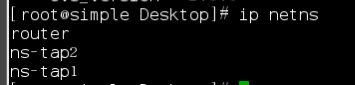 [root@simple Desktop]# ip netns
router
ns-tap2
ns-tap1